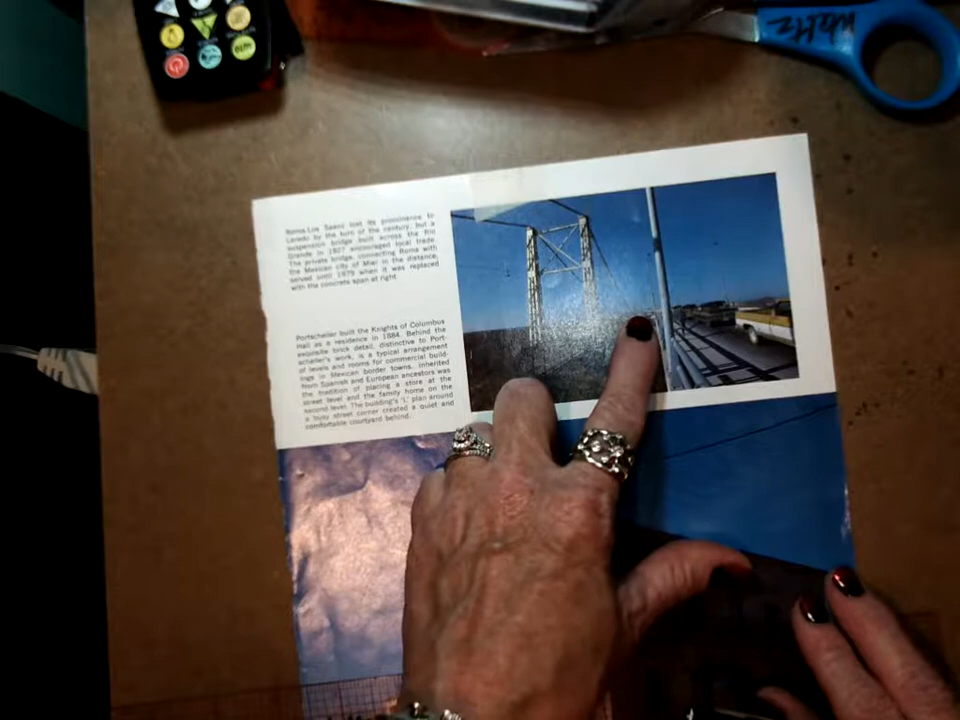 Roma-Los Saenz lost its prominence to
Laredo by the turn of the century, but a
suspension bridge built across the Rio
Grande in 1927 encouraged local trade.
The private bridge, connecting Roma with
the Mexican city of Mier in the distance,
served until 1979 when it was replaced
with the concrete span at right.
Portscheller built the Knights of Columbus
Hall as a residence in 1884. Behind the
exquisite brick detail, distinctive to Port-
scheller's work, is a typical arrangement
of levels and rooms for commercial build-
ings in Mexican border towns. Inherited
from Spanish and European ancestors was
the tradition of placing a store at the
street level and the family home on the
second level. The building's 'L' plan around
a busy street corner created a quiet and
comfortable courtyard behind.